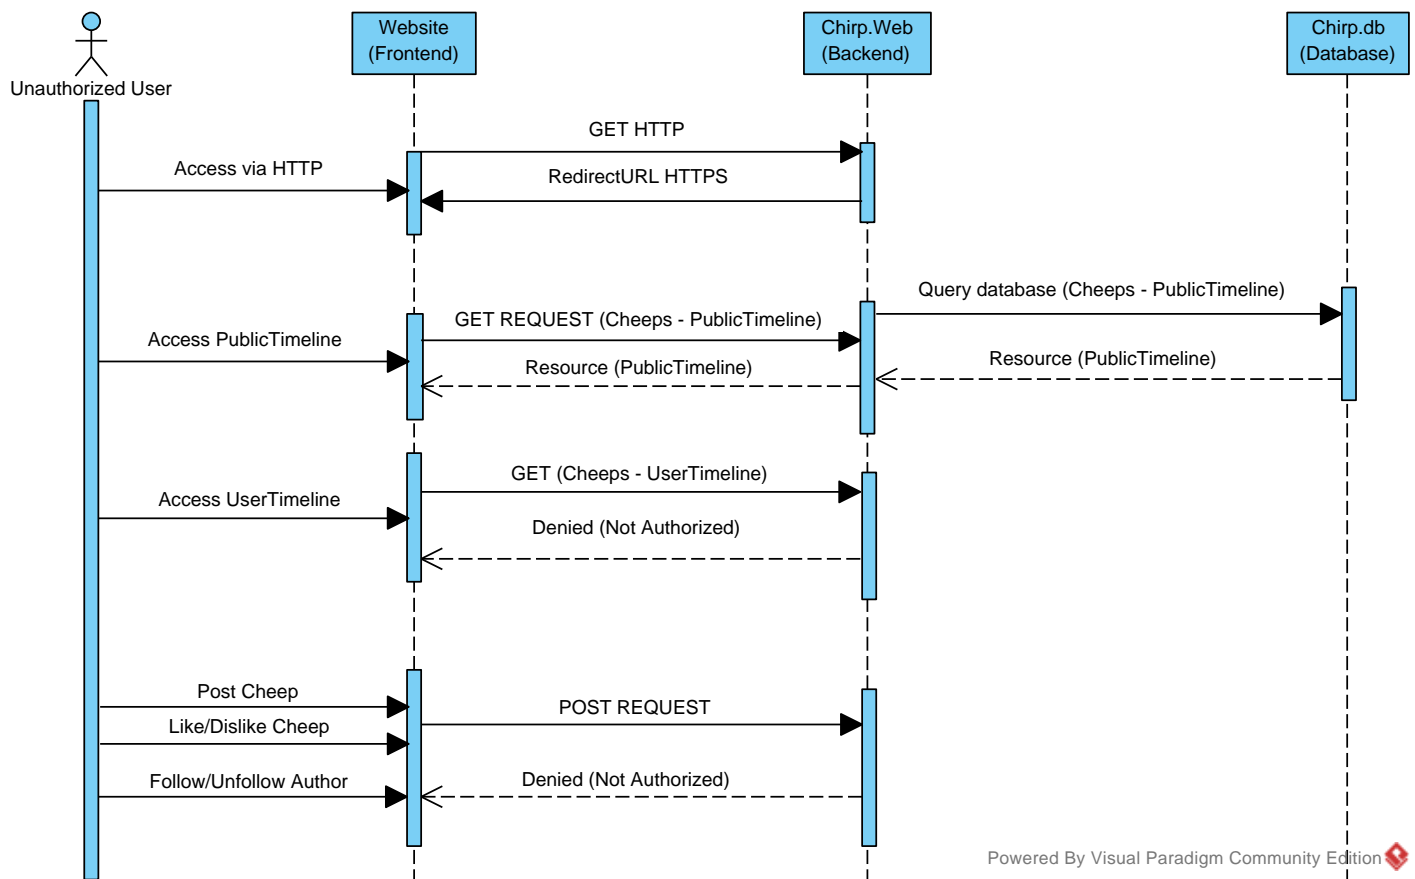 Website
(Frontend)
Chirp.Web
(Backend)
Chirp.db
(Database)
Unauthorized User
GET HTTP
Access via HTTP
RedirectURL HTTPS
Query database (Cheeps - PublicTimeline)
GET REQUEST (Cheeps - PublicTimeline)
Access PublicTimeline
Resource (PublicTimeline)
Resource (PublicTimeline)
GET (Cheeps - UserTimeline)
Access UserTimeline
Denied (Not Authorized)
Post Cheep
POST REQUEST
Like/Dislike Cheep
Follow/Unfollow Author
Denied (Not Authorized)
Powered By Visual Paradigm Community Edition